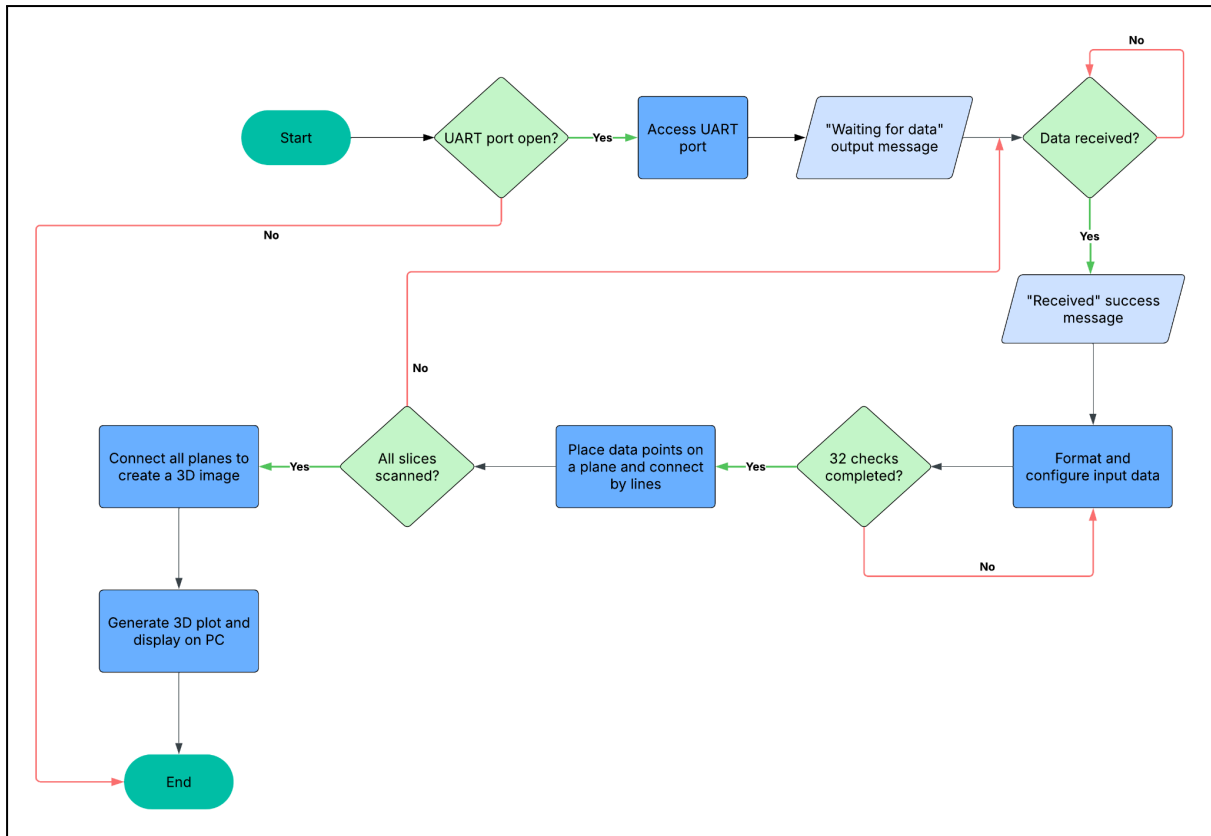 No
Start
UART port open?
Yes
Access UART
port
"Waiting for data"
output message
Data received?
No
Yes
"Received" success
message
No
Connect all planes to
create a 3D image
Yes
All slices
scanned?
Place data points on
a plane and connect
by lines
Yes
32 checks
completed?
Format and
configure input data
No
Generate 3D plot and
display on PC
End